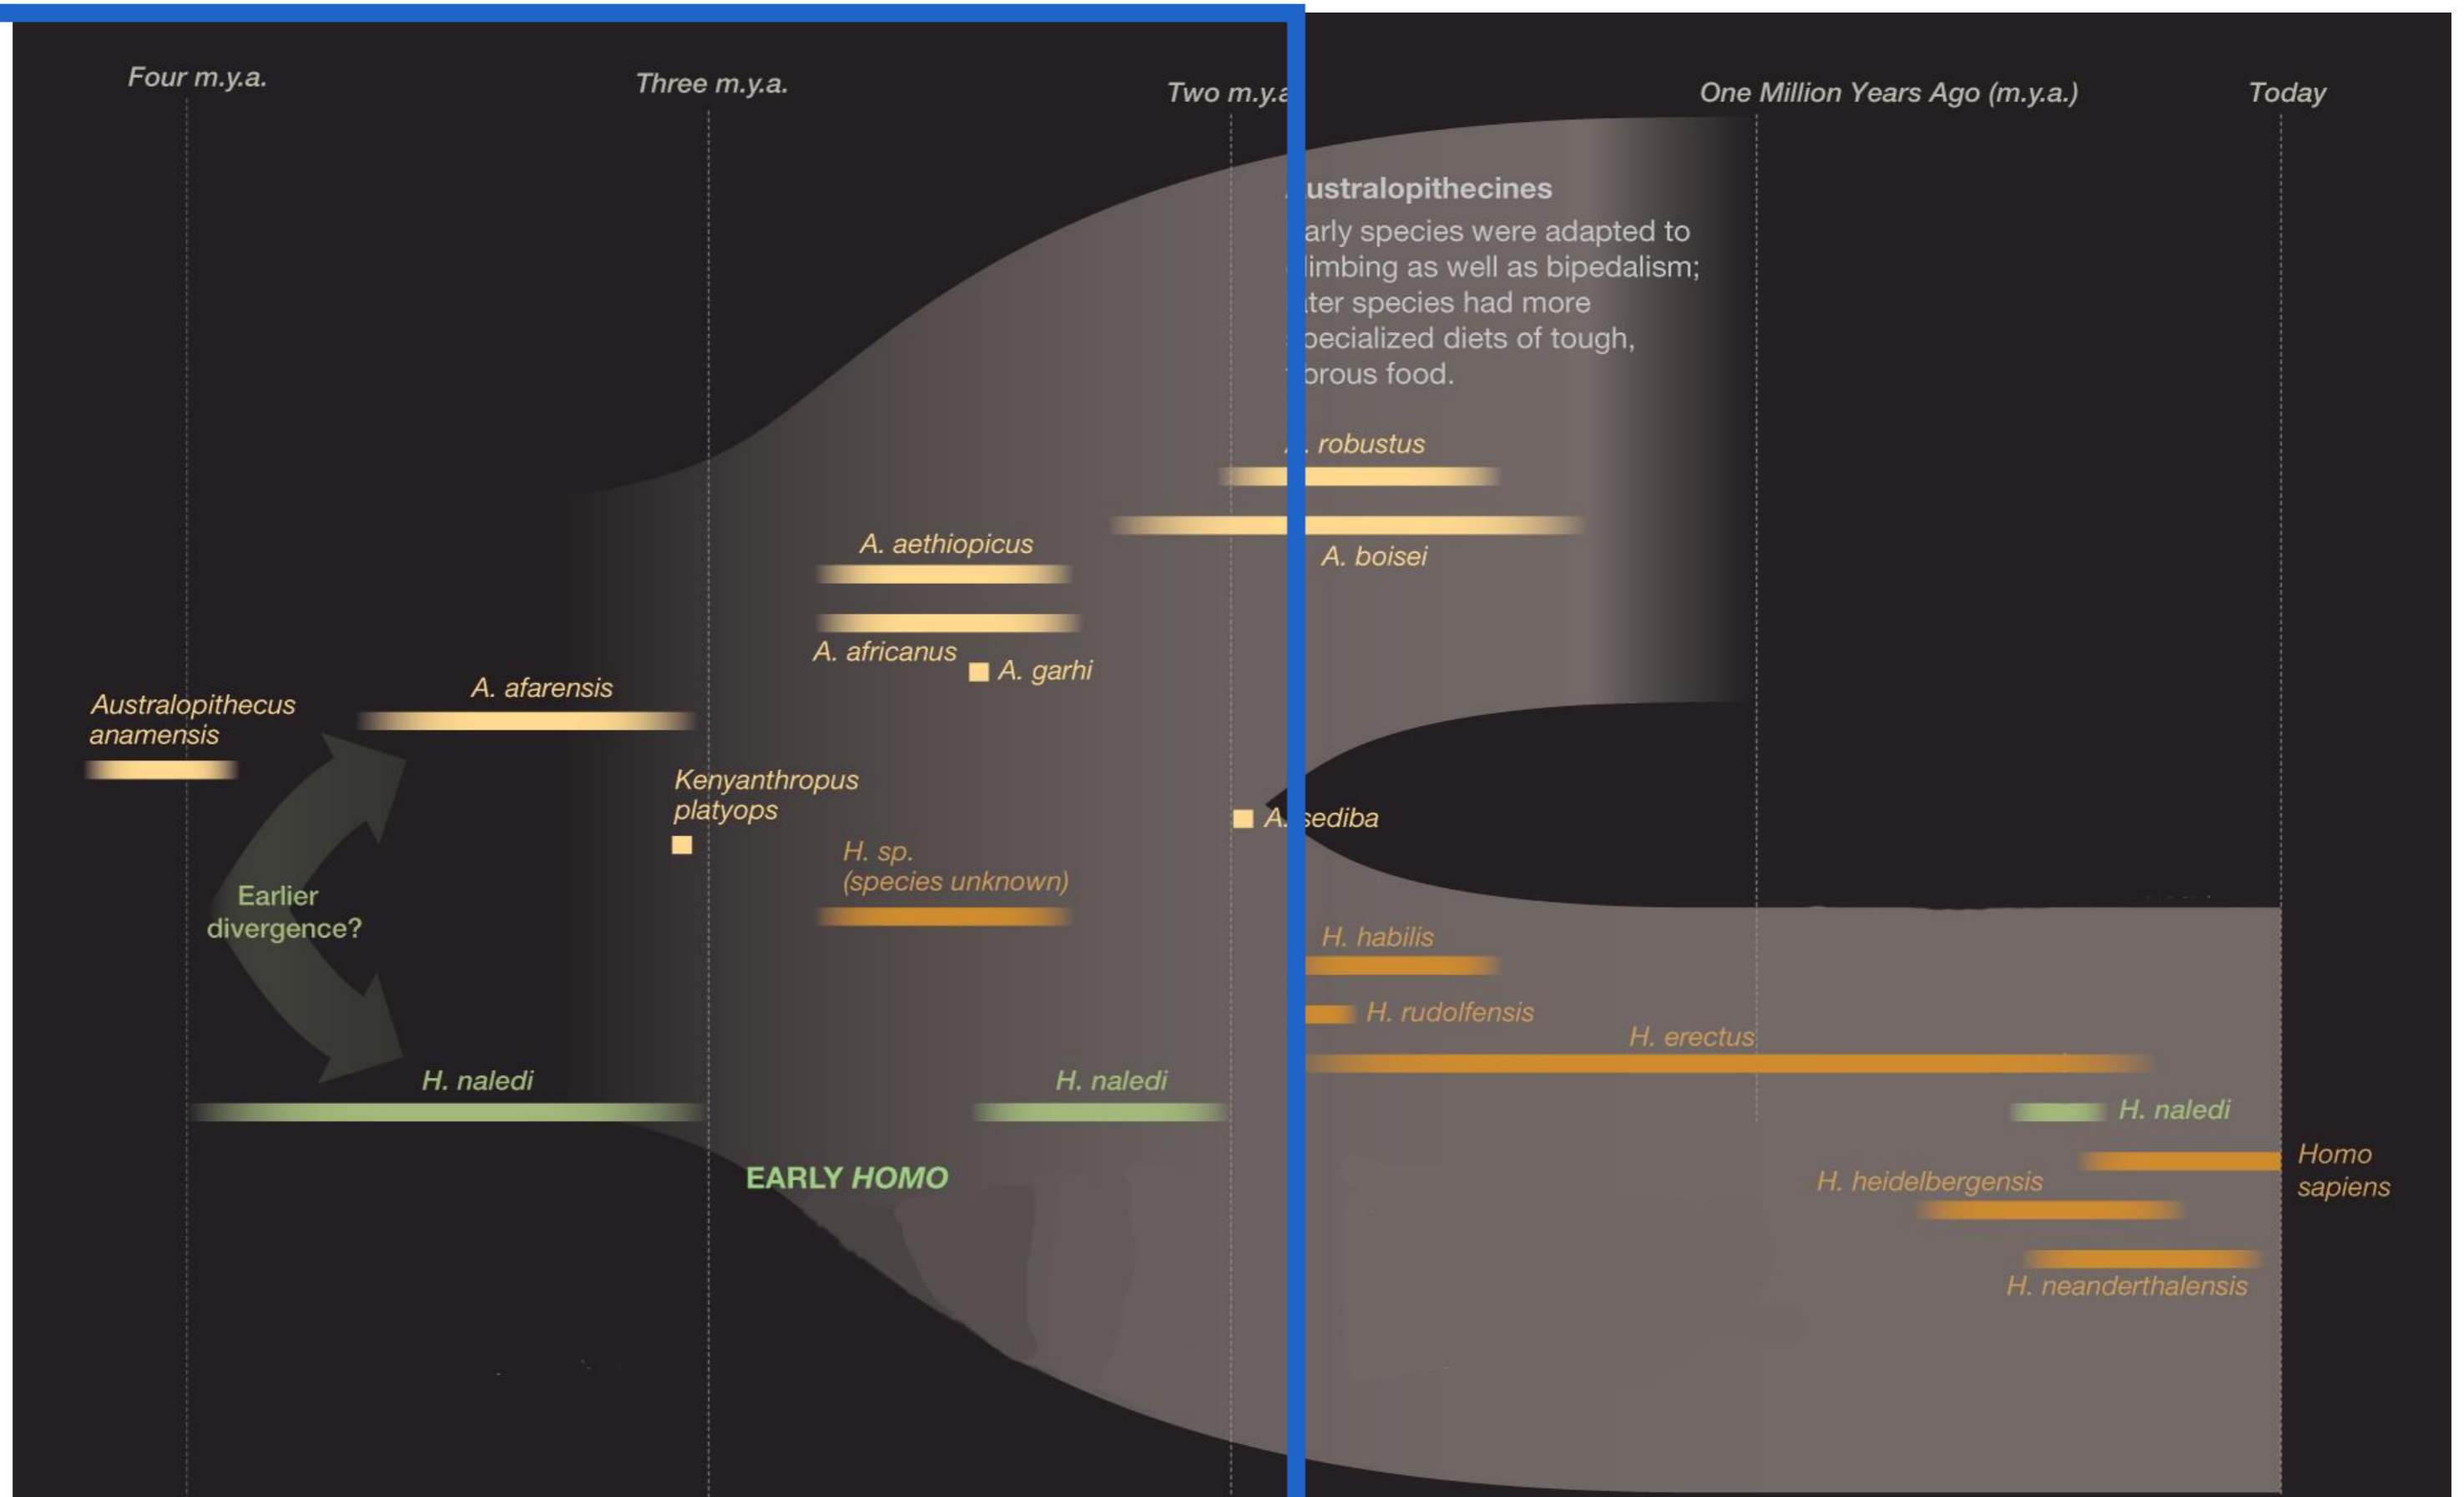 Four m.y.a.
Three m.y.a.
Two m.y.a
One Million Years Ago (m.y.a.)
Today
ustralopithecines
arly species were adapted to
limbing as well as bipedalism;
ter species had more
pecialized diets of tough,
brous food.
. robustus
A. boisei
A. aethiopicus
A. africanus
A. garhi
A. afarensis
Australopithecus
anamensis
Kenyanthropus
platyops
A. sediba
H. sp.
(species unknown)
Earlier
divergence?
H. habilis
H. rudolfensis
H. erectus
H. naledi
H. naledi
H. naledi
EARLY HOMO
Homo
sapiens
H. heidelbergensis
H. neanderthalensis